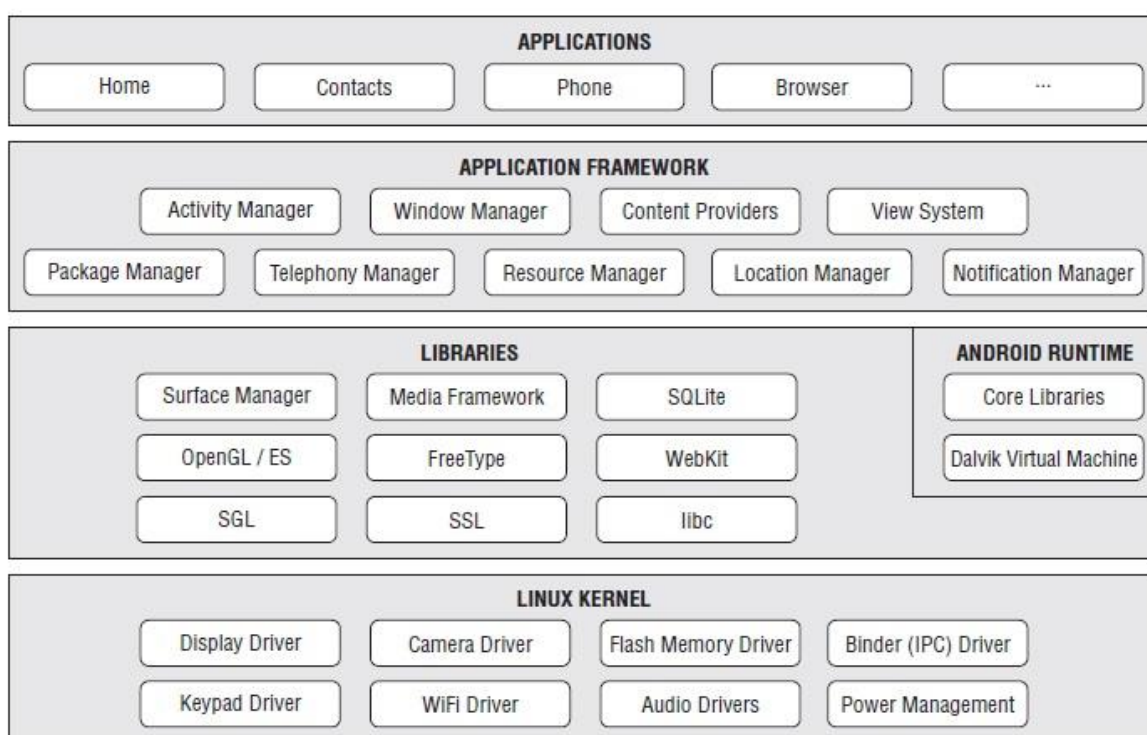 APPLICATIONS
Home Contacts Phone Browser ...
APPLICATION FRAMEWORK
Activity Manager Window Manager Content Providers View System
Package Manager Telephony Manager Resource Manager Location Manager Notification Manager
LIBRARIES
Surface Manager Media Framework SQLite
OpenGL / ES FreeType WebKit
SGL SSL libc
ANDROID RUNTIME
Core Libraries
Dalvik Virtual Machine
LINUX KERNEL
Display Driver Camera Driver Flash Memory Driver Binder (IPC) Driver
Keypad Driver WiFi Driver Audio Drivers Power Management